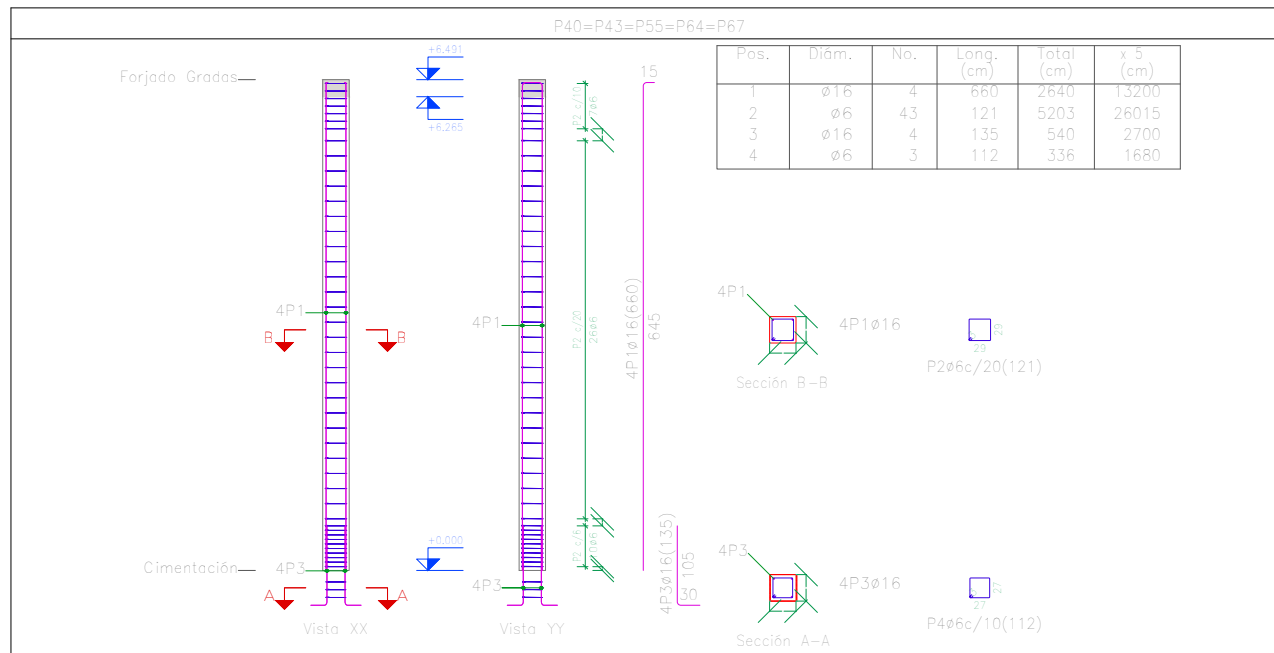 P40=P43=P55=P64=P67
Forjado Gradas
+6.491
+6.265
P2 c/10
7ø6
15
Pos. Diám. No. Long. (cm) Total (cm) x 5 (cm)
1 ø16 4 660 2640 13200
2 ø6 43 121 5203 26015
3 ø16 4 135 540 2700
4 ø6 3 112 336 1680
4P1
B B
4P1
P2 c/20
26ø6
4P1ø16(660)
645
4P1
4P1ø16
Sección B-B
29
29
P2ø6c/20(121)
+0.000
Cimentación
4P3
A A
4P3
P2 c/6
4P3ø16(135)
105
30
4P3
4P3ø16
Sección A-A
27
27
P4ø6c/10(112)
Vista XX
Vista YY